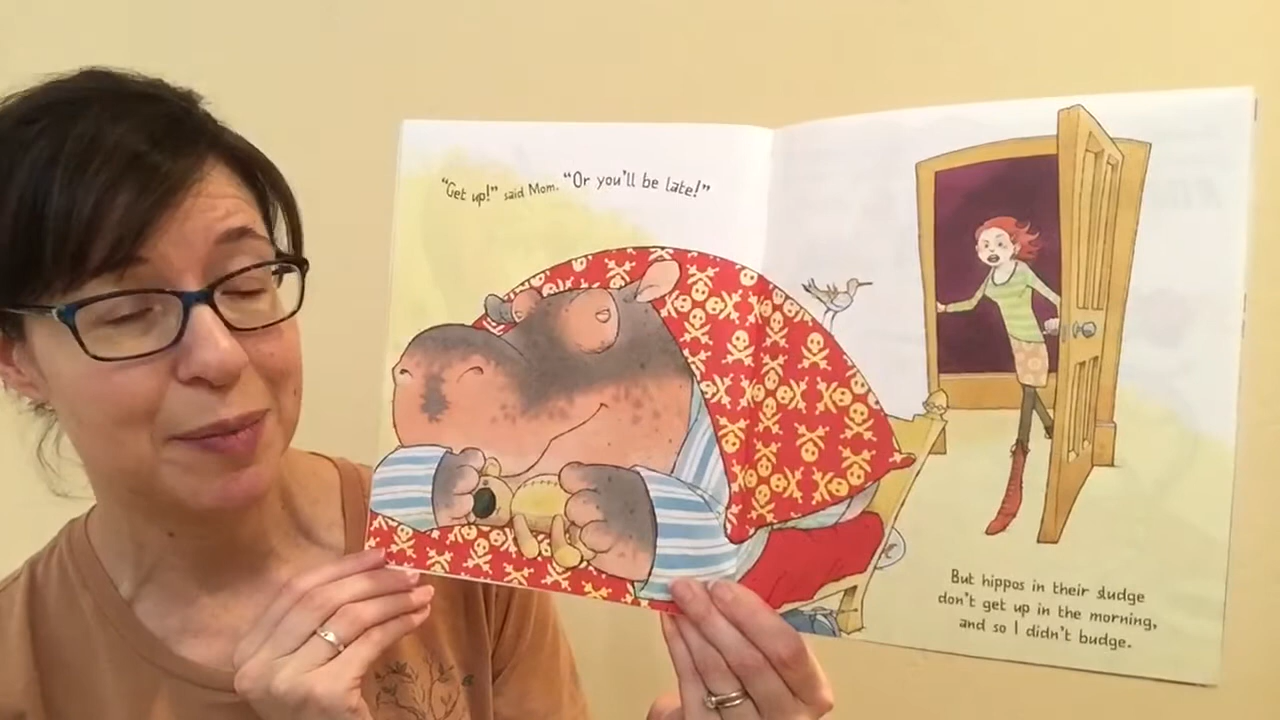 "Get up!" said Mom. "Or you'll be late!"
But hippos in their sludge
don't get up in the morning,
and so I didn't budge.